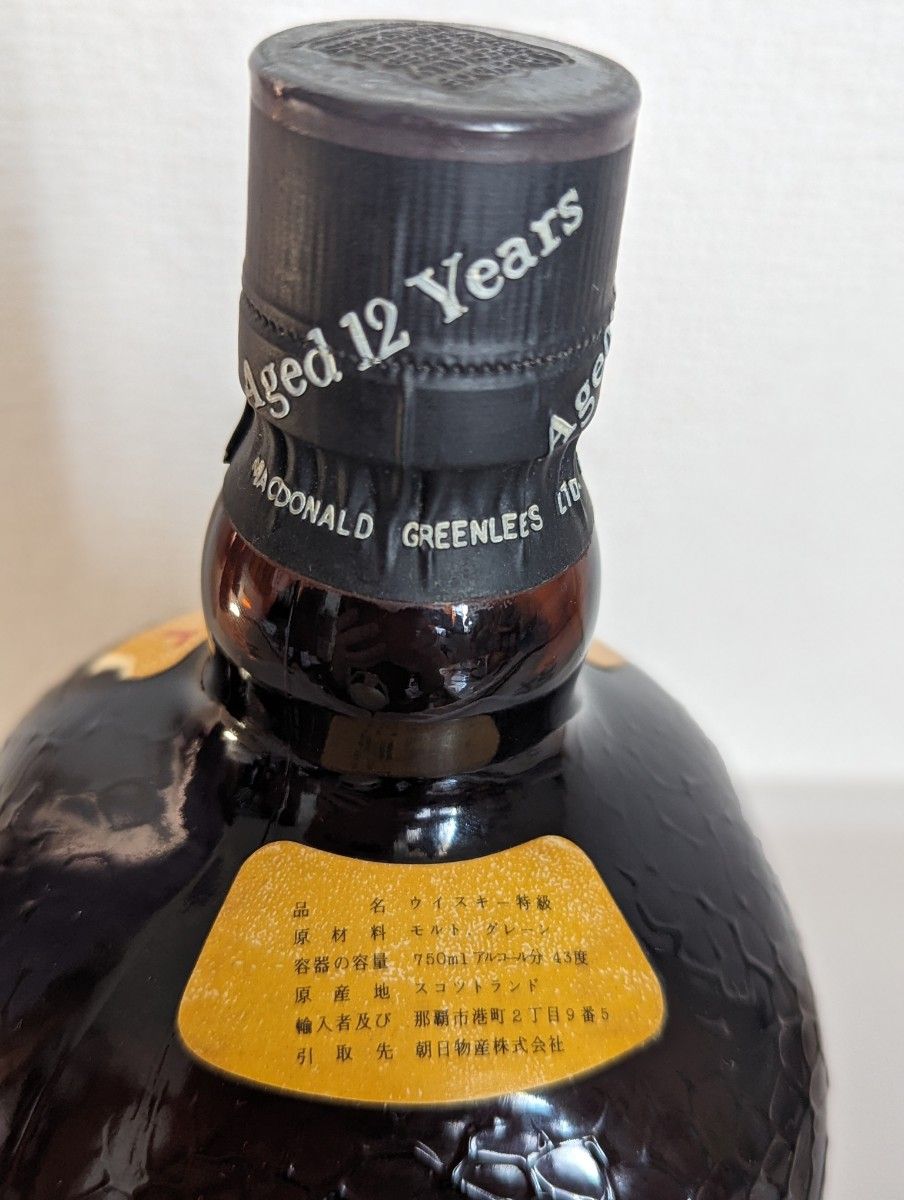 Aged 12 Years
Aged
MACDONALD GREENLEES LTD.
品名 ウイスキー特級
原材料 モルト、グレーン
容器の容量 750ml アルコール分 43度
原産地 スコットランド
輸入者及び 那覇市港町2丁目9番5
引取先 朝日物産株式会社